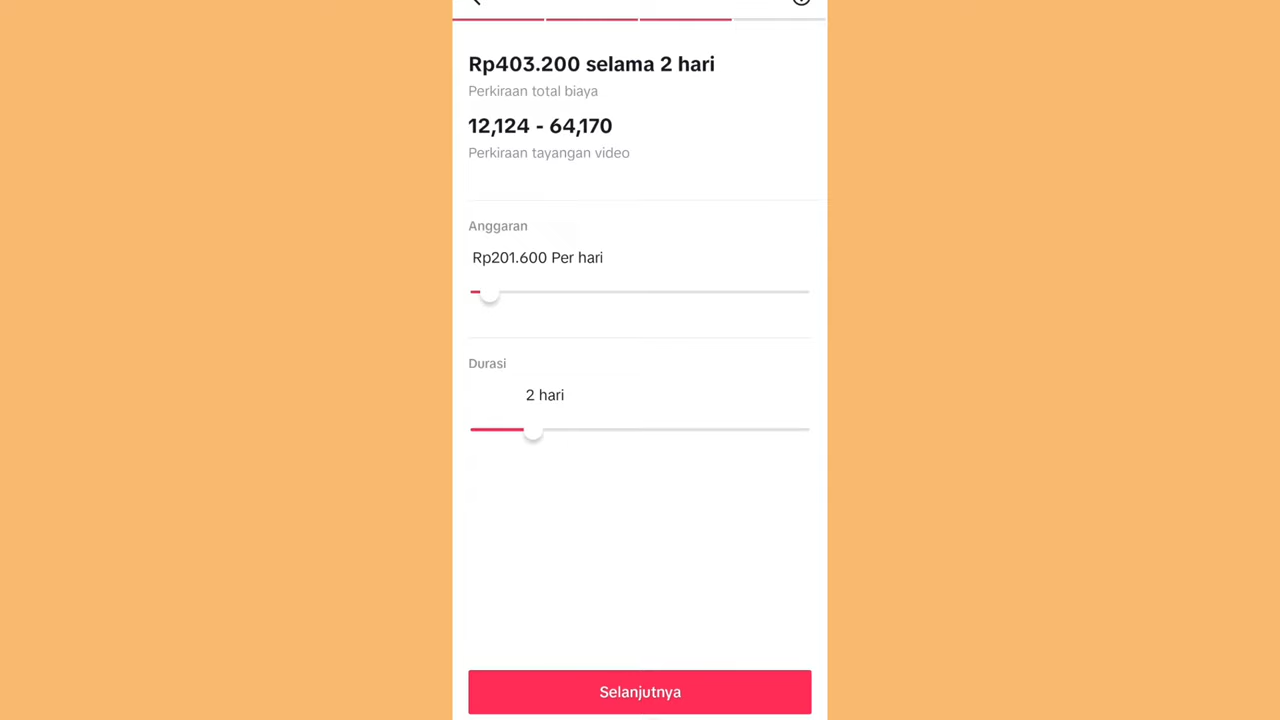 Rp403.200 selama 2 hari
Perkiraan total biaya
12,124 - 64,170
Perkiraan tayangan video
Anggaran
Rp201.600 Per hari
Durasi
2 hari
Selanjutnya